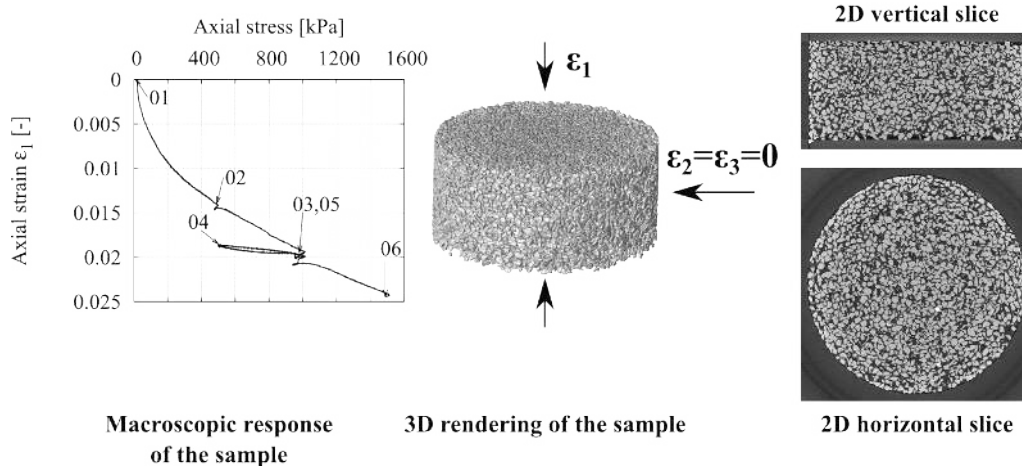 Axial stress [kPa]
0 400 800 1200 1600
Axial strain ε₁ [-]
0
0.005
0.01
0.015
0.020
0.025
01
02
03,05
04
06
ε₁
ε₂=ε₃=0
2D vertical slice
2D horizontal slice
Macroscopic response
of the sample
3D rendering of the sample